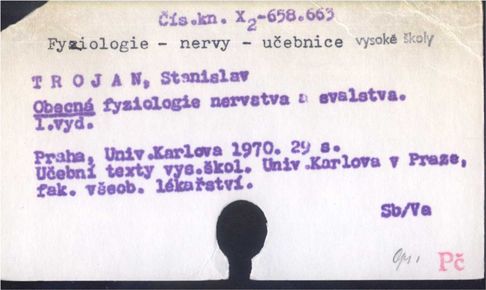 Čís.kn. X2-658.663
Fyziologie - nervy - učebnice vysoké školy
T R O J A N, Stanislav
Obecná fyziologie nervstva a svalstva.
1.vyd.
Praha, Univ.Karlova 1970. 29 s.
Učební texty vys.škol. Univ.Karlova v Praze,
fak. všeob. lékařství.
Sb/Va
Pč